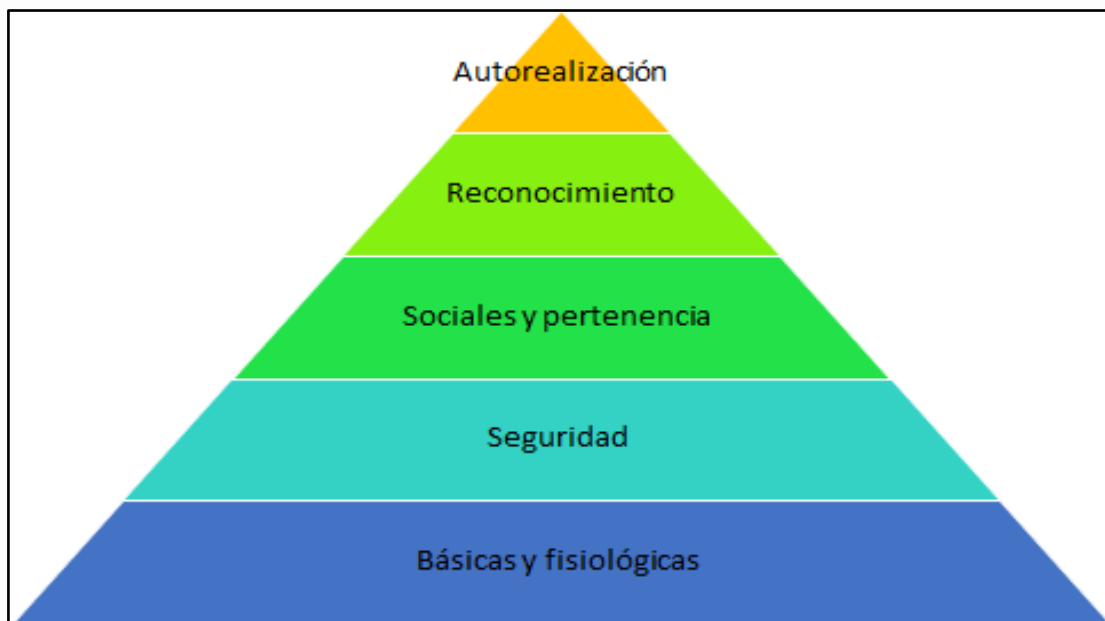 Autorealización
Reconocimiento
Sociales y pertenencia
Seguridad
Básicas y fisiológicas